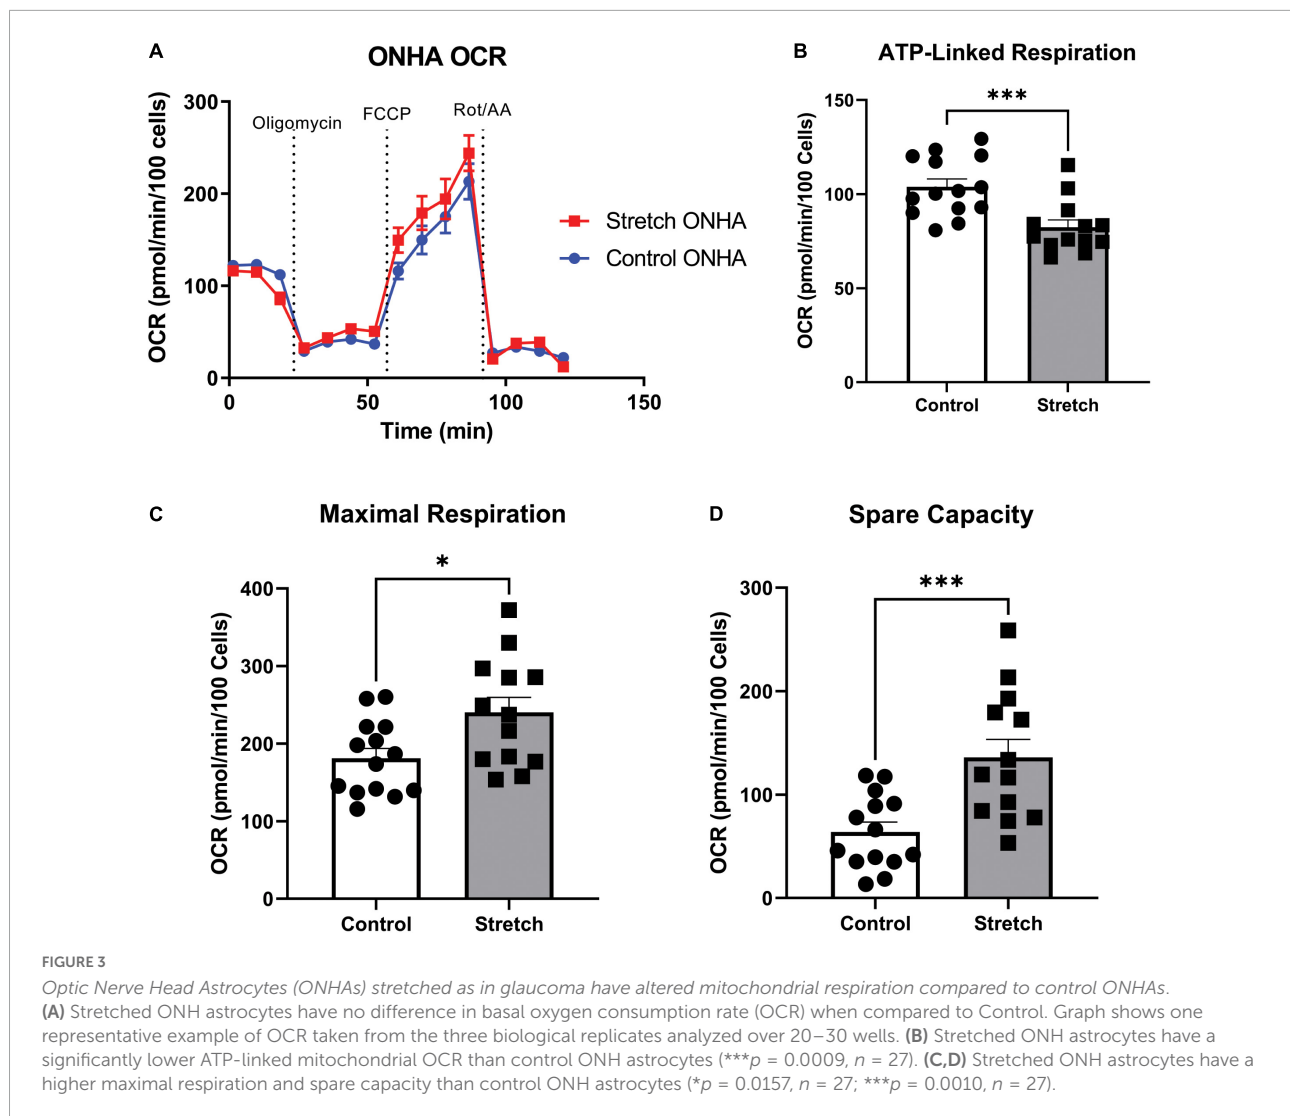 A
ONHA OCR
OCR (pmol/min/100 cells)
300
200
100
0
Oligomycin
FCCP
Rot/AA
Stretch ONHA
Control ONHA
0
50
100
150
Time (min)
B
ATP-Linked Respiration
***
OCR (pmol/min/100 Cells)
150
100
50
0
Control
Stretch
C
Maximal Respiration
*
OCR (pmol/min/100 Cells)
400
300
200
100
0
Control
Stretch
D
Spare Capacity
***
OCR (pmol/min/100 Cells)
300
200
100
0
Control
Stretch
FIGURE 3
Optic Nerve Head Astrocytes (ONHAs) stretched as in glaucoma have altered mitochondrial respiration compared to control ONHAs.
(A) Stretched ONH astrocytes have no difference in basal oxygen consumption rate (OCR) when compared to Control. Graph shows one
representative example of OCR taken from the three biological replicates analyzed over 20–30 wells. (B) Stretched ONH astrocytes have a
significantly lower ATP-linked mitochondrial OCR than control ONH astrocytes (***p = 0.0009, n = 27). (C,D) Stretched ONH astrocytes have a
higher maximal respiration and spare capacity than control ONH astrocytes (*p = 0.0157, n = 27; ***p = 0.0010, n = 27).